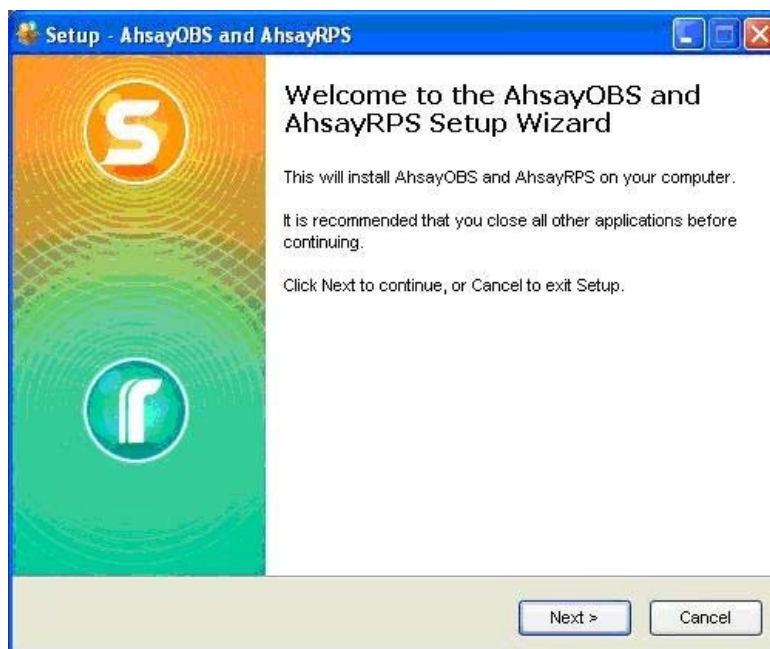 Setup - AhsayOBS and AhsayRPS
S
Welcome to the AhsayOBS and
AhsayRPS Setup Wizard
This will install AhsayOBS and AhsayRPS on your computer.
It is recommended that you close all other applications before
continuing.
Click Next to continue, or Cancel to exit Setup.
r
Next >
Cancel